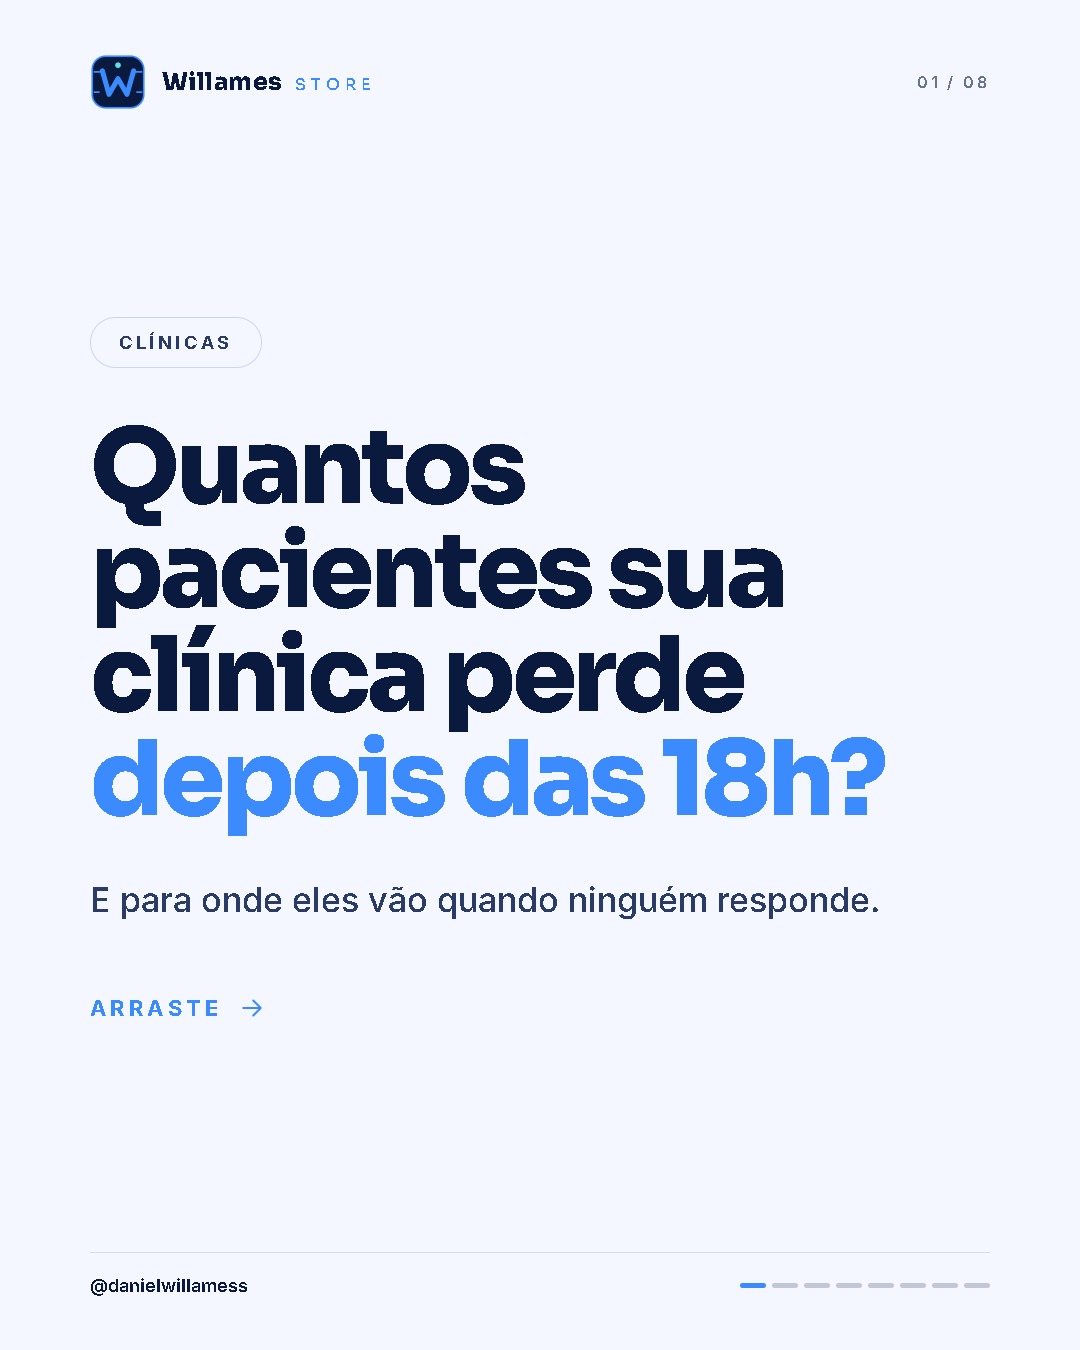 W Willames STORE
01 / 08
CLÍNICAS
Quantos
pacientes sua
clínica perde
depois das 18h?
E para onde eles vão quando ninguém responde.
ARRASTE →
@danielwillamess